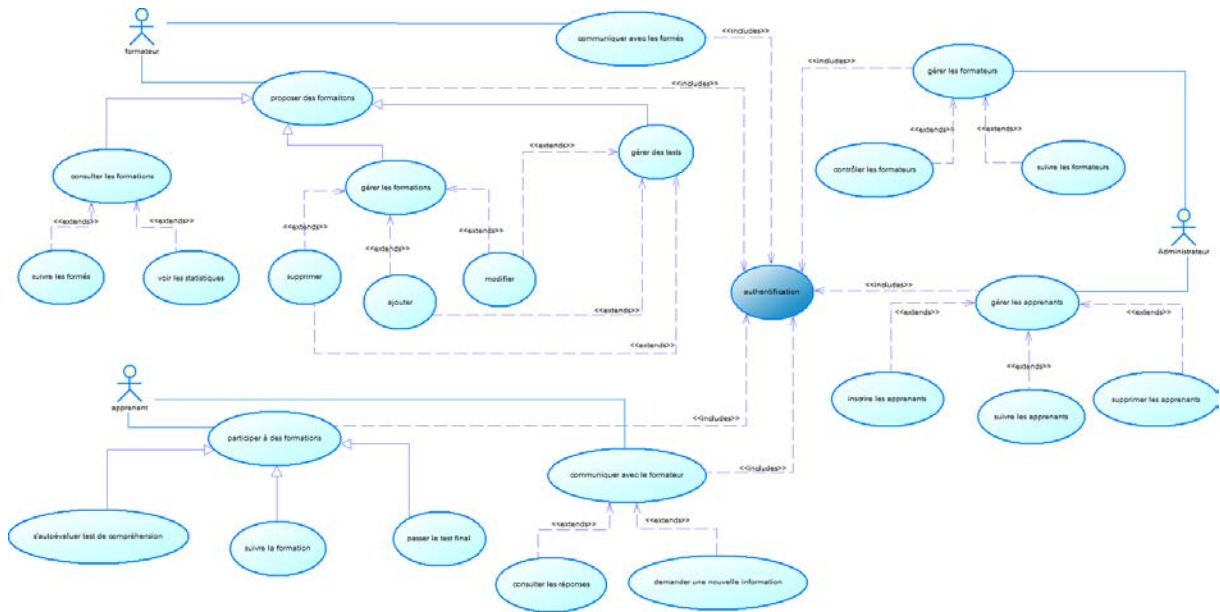 communiquer avec les formés
<<includes>>
formateur
<<includes>>
gérer les formateurs
<<includes>>
proposer des formaitons
<<extends>>
<<extends>>
<<extends>>
gérer des tests
contrôler les formateurs
suivre les formateurs
consulter les formations
gérer les formations
<<extends>>
<<extends>>
<<extends>>
<<extends>>
<<extends>>
<<extends>>
Administrateur
suivre les formés
voir les statistiques
supprimer
modifier
authentification
<<includes>>
ajouter
gérer les apprenants
<<extends>>
<<extends>>
<<extends>>
<<extends>>
<<extends>>
apprenant
inscrire les apprenants
suivre les apprenants
supprimer les apprenants
<<includes>>
participer à des formations
communiquer avec le formateur
<<includes>>
<<extends>>
<<extends>>
s'autoévaluer test de compréhension
suivre la formation
passer le test final
consulter les réponses
demander une nouvelle information